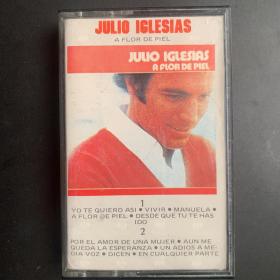 JULIO IGLESIAS
A FLOR DE PIEL
JULIO IGLESIAS
A FLOR DE PIEL
1
YO TE QUIERO ASI • VIVIR • MANUELA •
A FLOR DE PIEL • DESDE QUE TU TE HAS
IDO
2
POR EL AMOR DE UNA MUJER • AUN ME
QUEDA LA ESPERANZA • UN ADIOS A ME-
DIA VOZ • DICEN • EN CUALQUIER PARTE